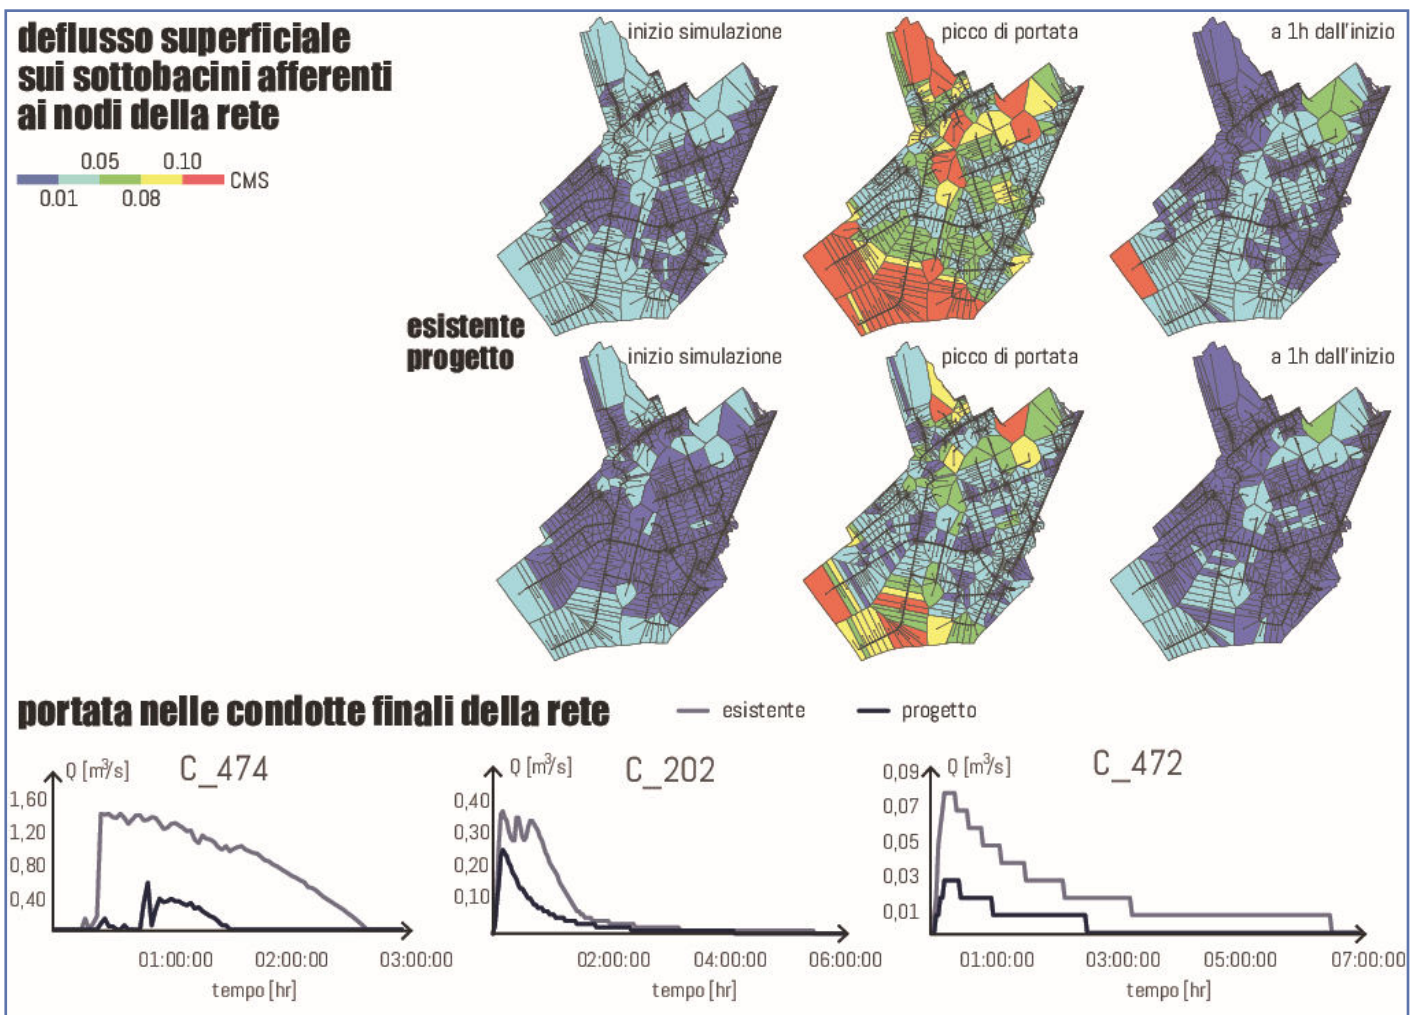 deflusso superficiale
sui sottobacini afferenti
ai nodi della rete
0.05 0.10
CMS
0.01 0.08
inizio simulazione
picco di portata
a 1h dall'inizio
esistente
progetto
inizio simulazione
picco di portata
a 1h dall'inizio
portata nelle condotte finali della rete
esistente
progetto
Q [m³/s]
C_474
1,60
1,20
0,80
0,40
01:00:00 02:00:00 03:00:00
tempo [hr]
Q [m³/s]
C_202
0,40
0,30
0,20
0,10
02:00:00 04:00:00 06:00:00
tempo [hr]
Q [m³/s]
C_472
0,09
0,07
0,05
0,03
0,01
01:00:00 03:00:00 05:00:00 07:00:00
tempo [hr]